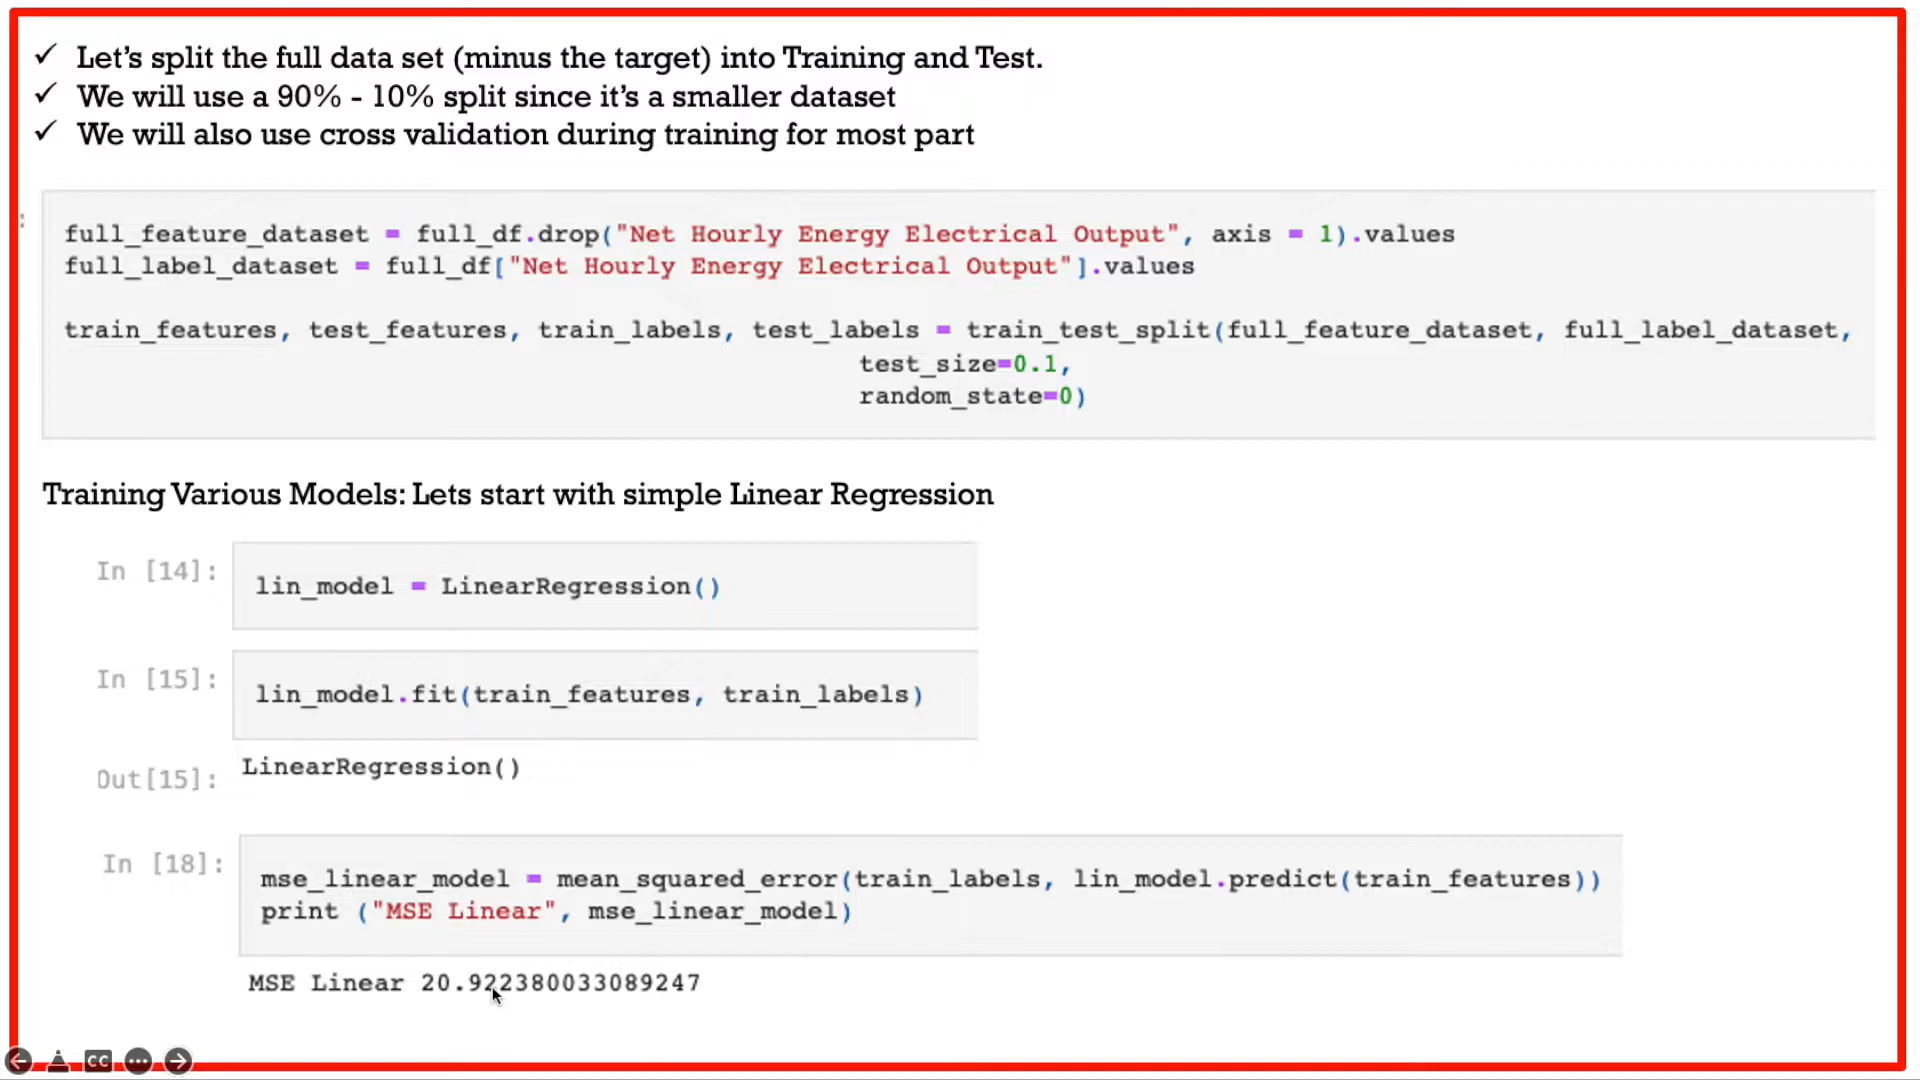 ✓ Let's split the full data set (minus the target) into Training and Test.
✓ We will use a 90% - 10% split since it's a smaller dataset
✓ We will also use cross validation during training for most part
:
full_feature_dataset = full_df.drop("Net Hourly Energy Electrical Output", axis = 1).values
full_label_dataset = full_df["Net Hourly Energy Electrical Output"].values
train_features, test_features, train_labels, test_labels = train_test_split(full_feature_dataset, full_label_dataset,
test_size=0.1,
random_state=0)
Training Various Models: Lets start with simple Linear Regression
In [14]:
lin_model = LinearRegression()
In [15]:
lin_model.fit(train_features, train_labels)
Out[15]:
LinearRegression()
In [18]:
mse_linear_model = mean_squared_error(train_labels, lin_model.predict(train_features))
print ("MSE Linear", mse_linear_model)
MSE Linear 20.922380033089247
CC